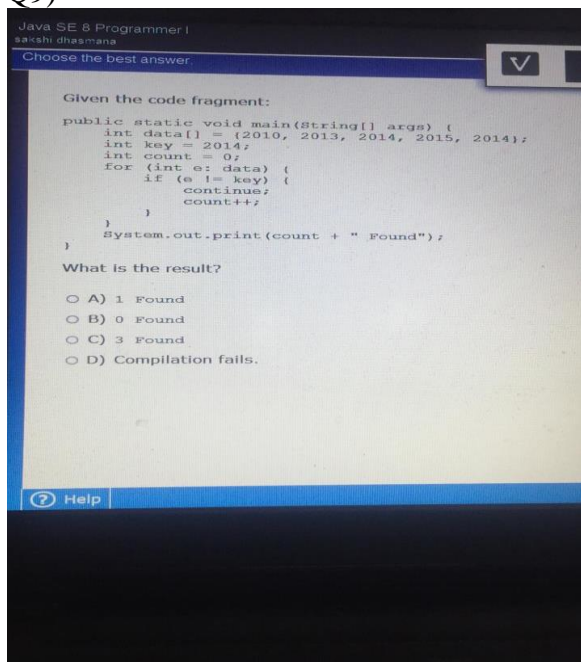 Q9)
Java SE 8 Programmer I
sakshi dhasmana
Choose the best answer.
Given the code fragment:
public static void main(String[] args) {
int data[] = {2010, 2013, 2014, 2015, 2014};
int key = 2014;
int count = 0;
for (int e: data) {
if (e != key) {
continue;
count++;
}
}
System.out.print(count + " Found");
}
What is the result?
A) 1 Found
B) 0 Found
C) 3 Found
D) Compilation fails.
? Help